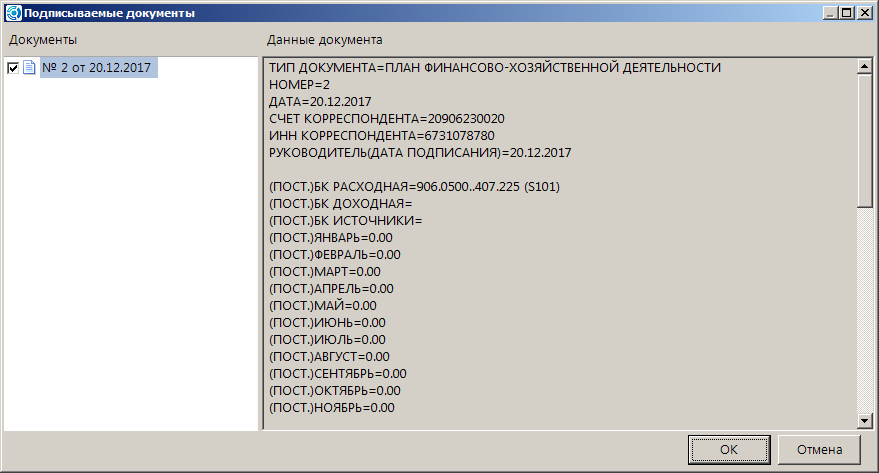 Подписываемые документы
Документы
Данные документа
№ 2 от 20.12.2017
ТИП ДОКУМЕНТА=ПЛАН ФИНАНСОВО-ХОЗЯЙСТВЕННОЙ ДЕЯТЕЛЬНОСТИ
НОМЕР=2
ДАТА=20.12.2017
СЧЕТ КОРРЕСПОНДЕНТА=20906230020
ИНН КОРРЕСПОНДЕНТА=6731078780
РУКОВОДИТЕЛЬ(ДАТА ПОДПИСАНИЯ)=20.12.2017
(ПОСТ.)БК РАСХОДНАЯ=906.0500..407.225 (S101)
(ПОСТ.)БК ДОХОДНАЯ=
(ПОСТ.)БК ИСТОЧНИКИ=
(ПОСТ.)ЯНВАРЬ=0.00
(ПОСТ.)ФЕВРАЛЬ=0.00
(ПОСТ.)МАРТ=0.00
(ПОСТ.)АПРЕЛЬ=0.00
(ПОСТ.)МАЙ=0.00
(ПОСТ.)ИЮНЬ=0.00
(ПОСТ.)ИЮЛЬ=0.00
(ПОСТ.)АВГУСТ=0.00
(ПОСТ.)СЕНТЯБРЬ=0.00
(ПОСТ.)ОКТЯБРЬ=0.00
(ПОСТ.)НОЯБРЬ=0.00
ОК
Отмена